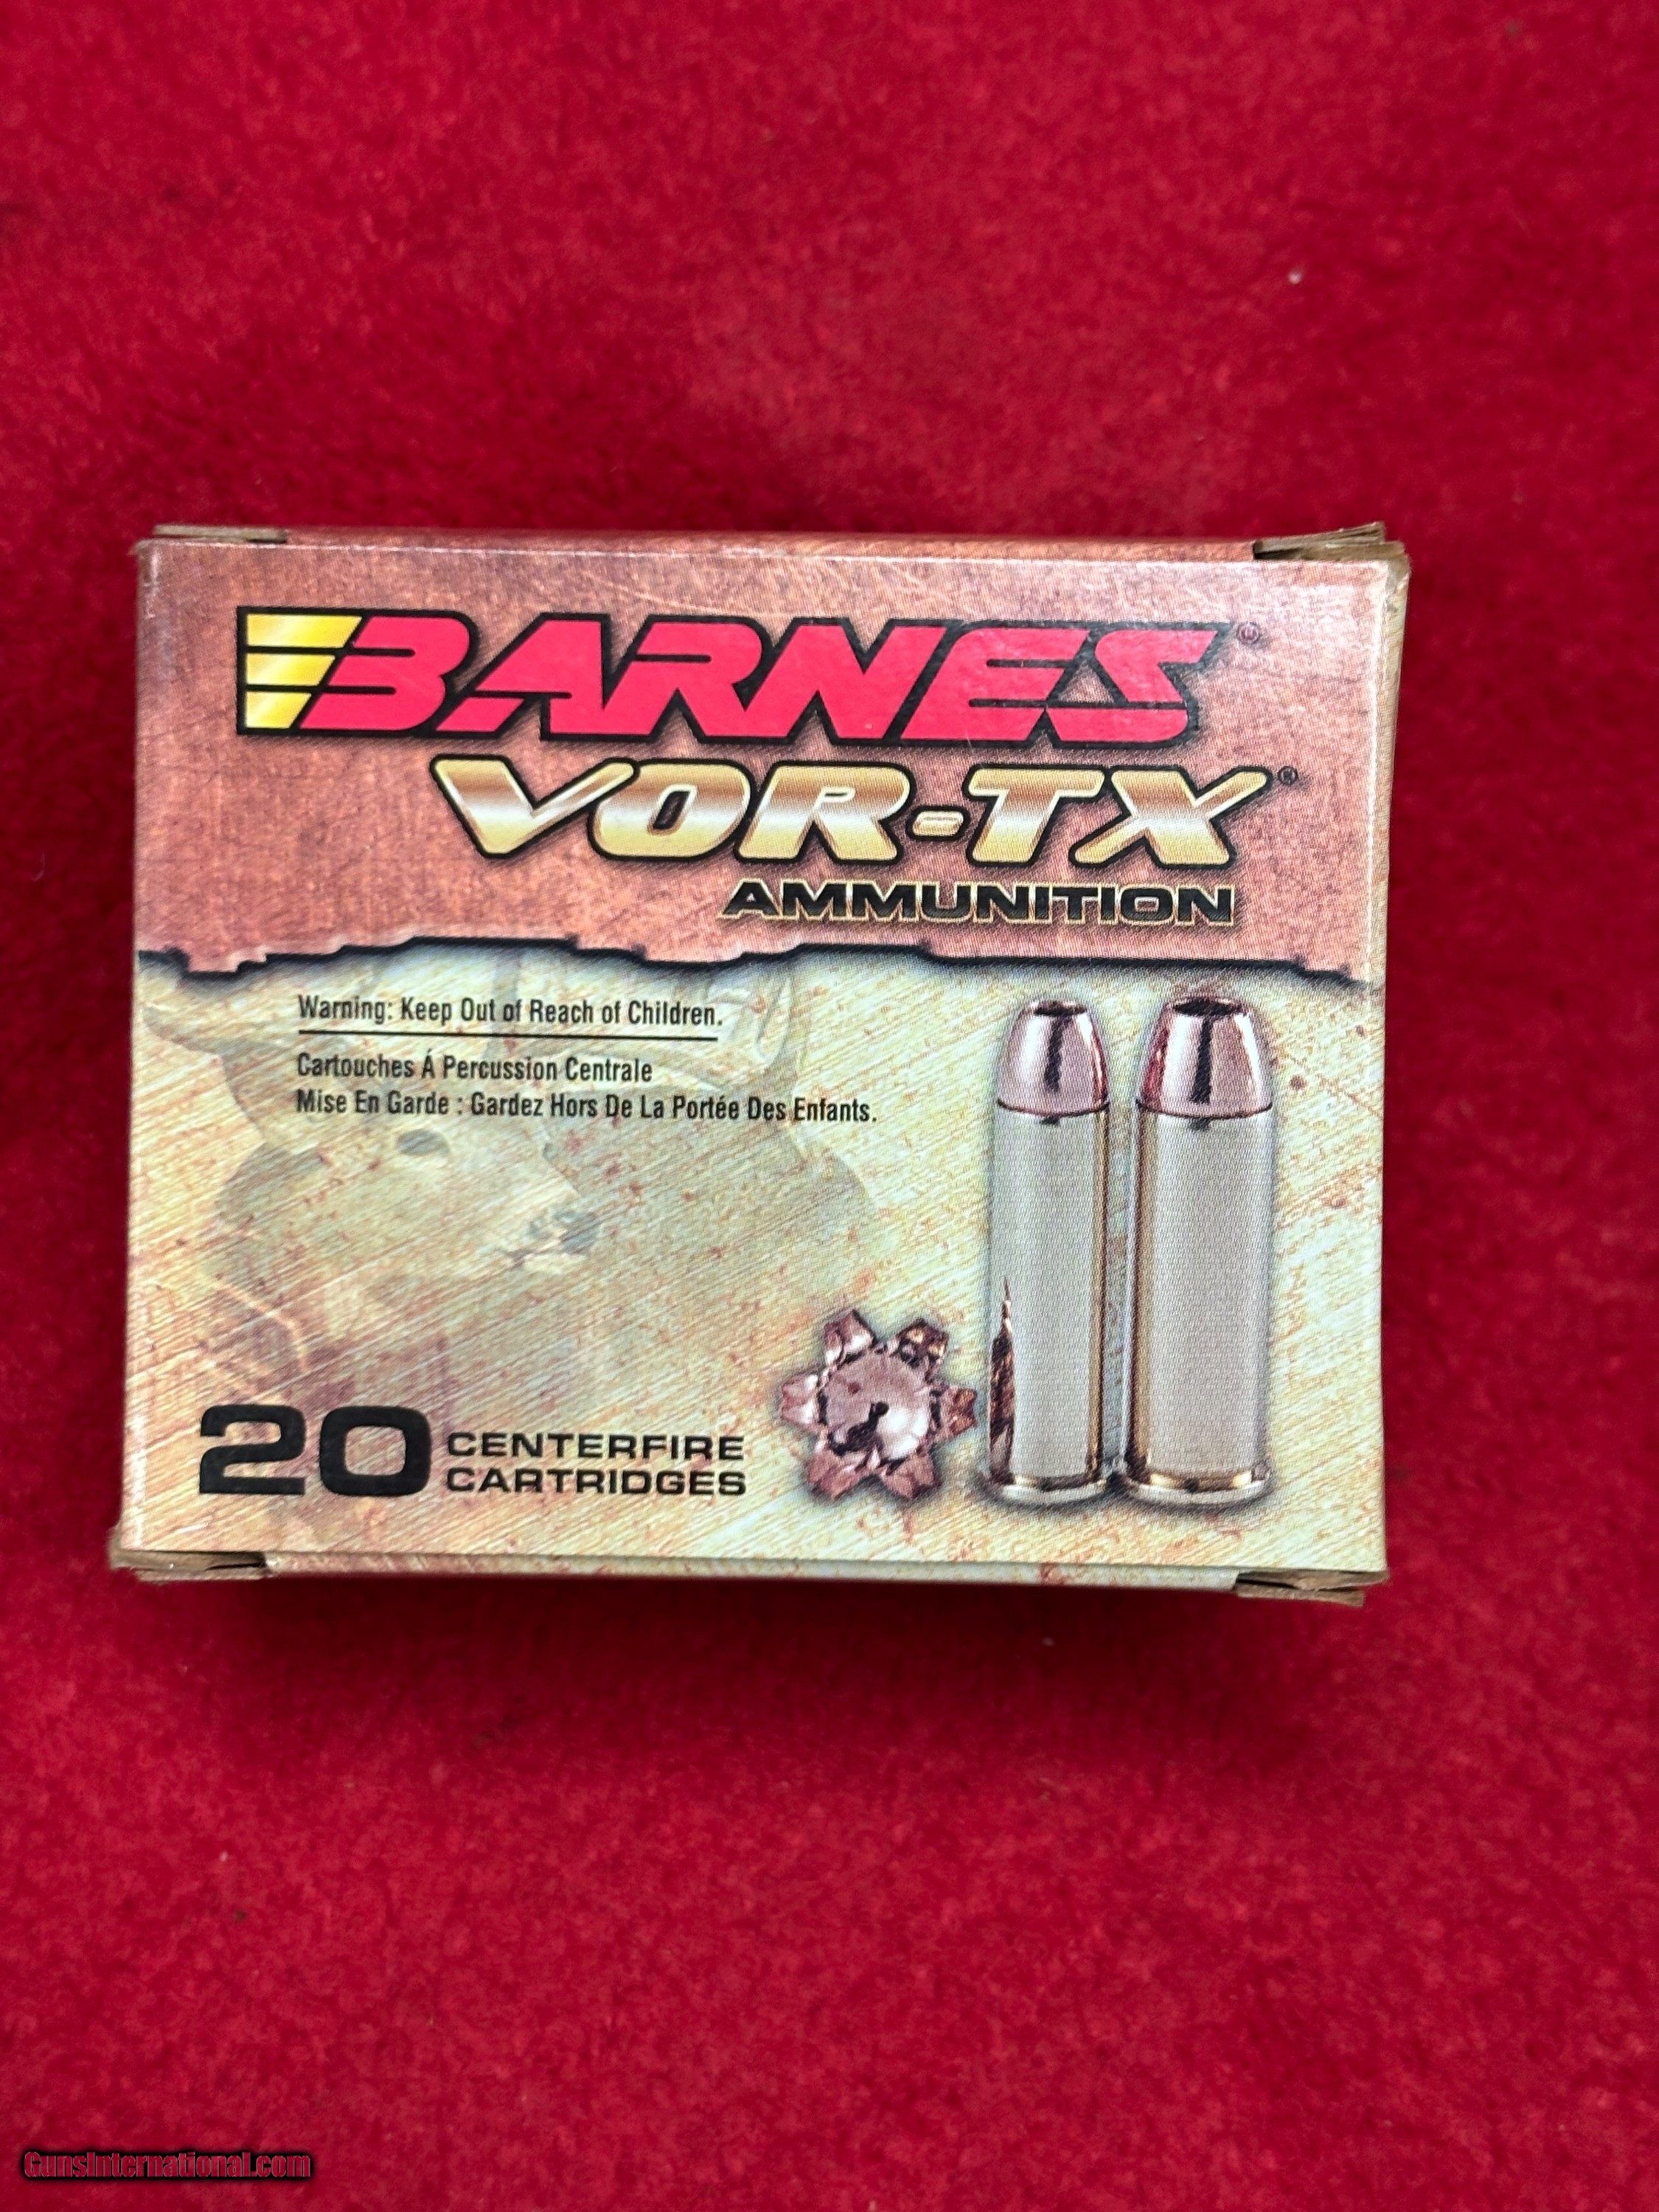 BARNES®
VOR-TX®
AMMUNITION
Warning: Keep Out of Reach of Children.
Cartouches Á Percussion Centrale
Mise En Garde : Gardez Hors De La Portée Des Enfants.
20 CENTERFIRE
CARTRIDGES
GunsInternational.com